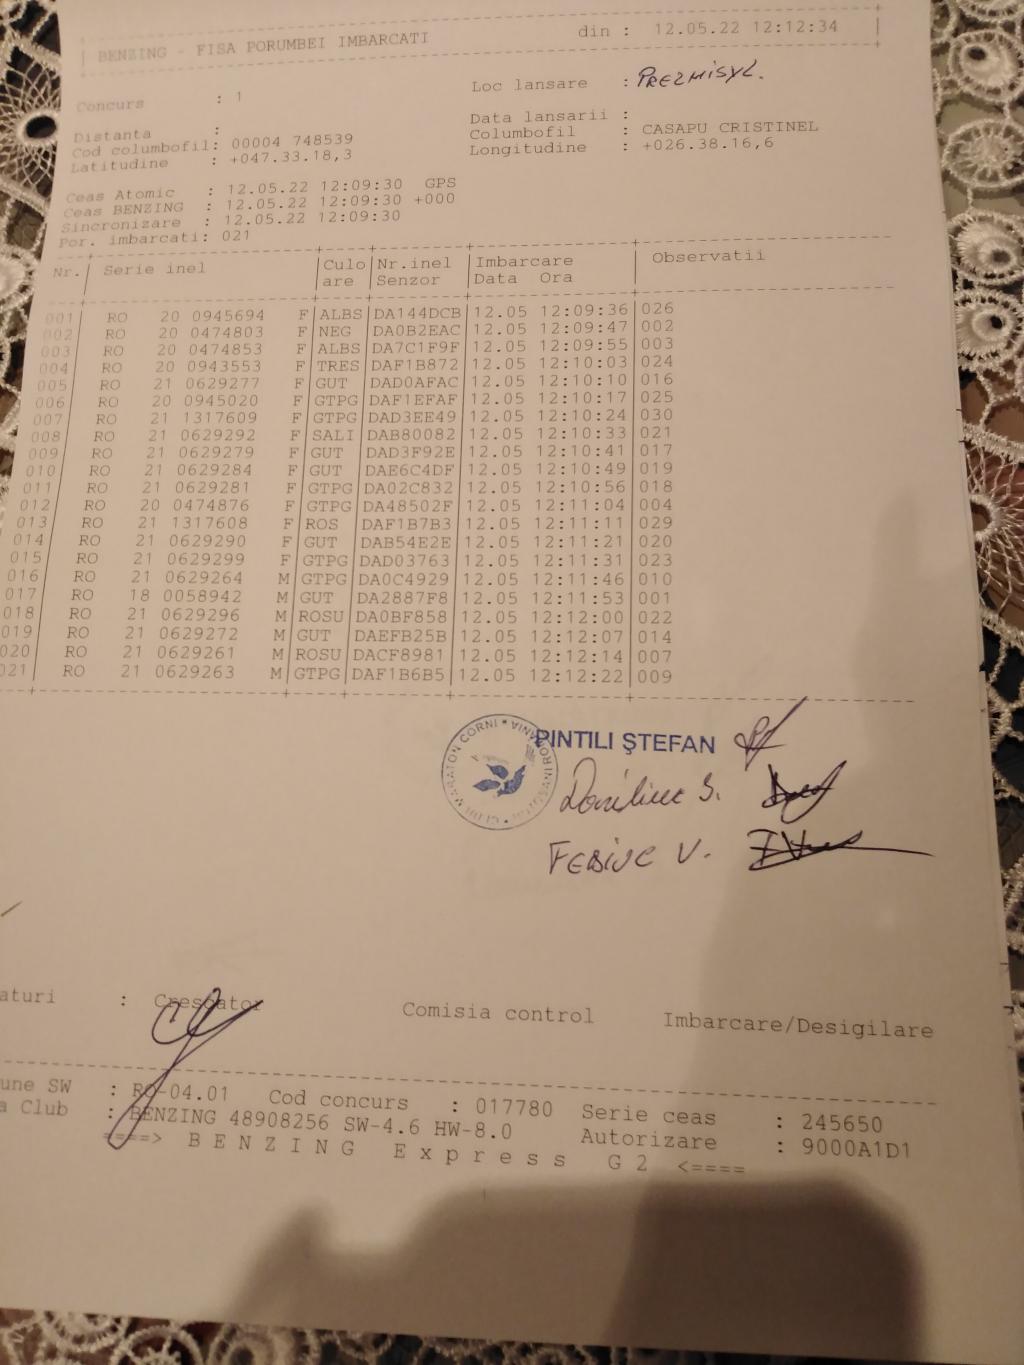 BENZING - FISA PORUMBEI IMBARCATI din : 12.05.22 12:12:34
Concurs : 1 Loc lansare : PREZMISYL.
Distanta : Data lansarii :
Cod columbofil: 00004 748539 Columbofil : CASAPU CRISTINEL
Latitudine : +047.33.18,3 Longitudine : +026.38.16,6
Ceas Atomic : 12.05.22 12:09:30 GPS
Ceas BENZING : 12.05.22 12:09:30 +000
Sincronizare : 12.05.22 12:09:30
Por. imbarcati: 021
Nr. Serie inel Culo Nr.inel Imbarcare Observatii
are Senzor Data Ora
001 RO 20 0945694 F ALBS DA144DCB 12.05 12:09:36 026
002 RO 20 0474803 F NEG DA0B2EAC 12.05 12:09:47 002
003 RO 20 0474853 F ALBS DA7C1F9F 12.05 12:09:55 003
004 RO 20 0943553 F TRES DAF1B872 12.05 12:10:03 024
005 RO 21 0629277 F GUT DAD0AFAC 12.05 12:10:10 016
006 RO 20 0945020 F GTPG DAF1EFAF 12.05 12:10:17 025
007 RO 21 1317609 F GTPG DAD3EE49 12.05 12:10:24 030
008 RO 21 0629292 F SALI DAB80082 12.05 12:10:33 021
009 RO 21 0629279 F GUT DAD3F92E 12.05 12:10:41 017
010 RO 21 0629284 F GUT DAE6C4DF 12.05 12:10:49 019
011 RO 21 0629281 F GTPG DA02C832 12.05 12:10:56 018
012 RO 20 0474876 F GTPG DA48502F 12.05 12:11:04 004
013 RO 21 1317608 F ROS DAF1B7B3 12.05 12:11:11 029
014 RO 21 0629290 F GUT DAB54E2E 12.05 12:11:21 020
015 RO 21 0629299 F GTPG DAD03763 12.05 12:11:31 023
016 RO 21 0629264 M GTPG DA0C4929 12.05 12:11:46 010
017 RO 18 0058942 M GUT DA2887F8 12.05 12:11:53 001
018 RO 21 0629296 M ROSU DA0BF858 12.05 12:12:00 022
019 RO 21 0629272 M GUT DAEFB25B 12.05 12:12:07 014
020 RO 21 0629261 M ROSU DACF8981 12.05 12:12:14 007
021 RO 21 0629263 M GTPG DAF1B6B5 12.05 12:12:22 009
MARATON CORNI
PINTILI ȘTEFAN
S.
V.
aturi : Crescator Comisia control Imbarcare/Desigilare
une SW : RO-04.01 Cod concurs : 017780 Serie ceas : 245650
a Club : BENZING 48908256 SW-4.6 HW-8.0 Autorizare : 9000A1D1
====> BENZING Express G2 <====